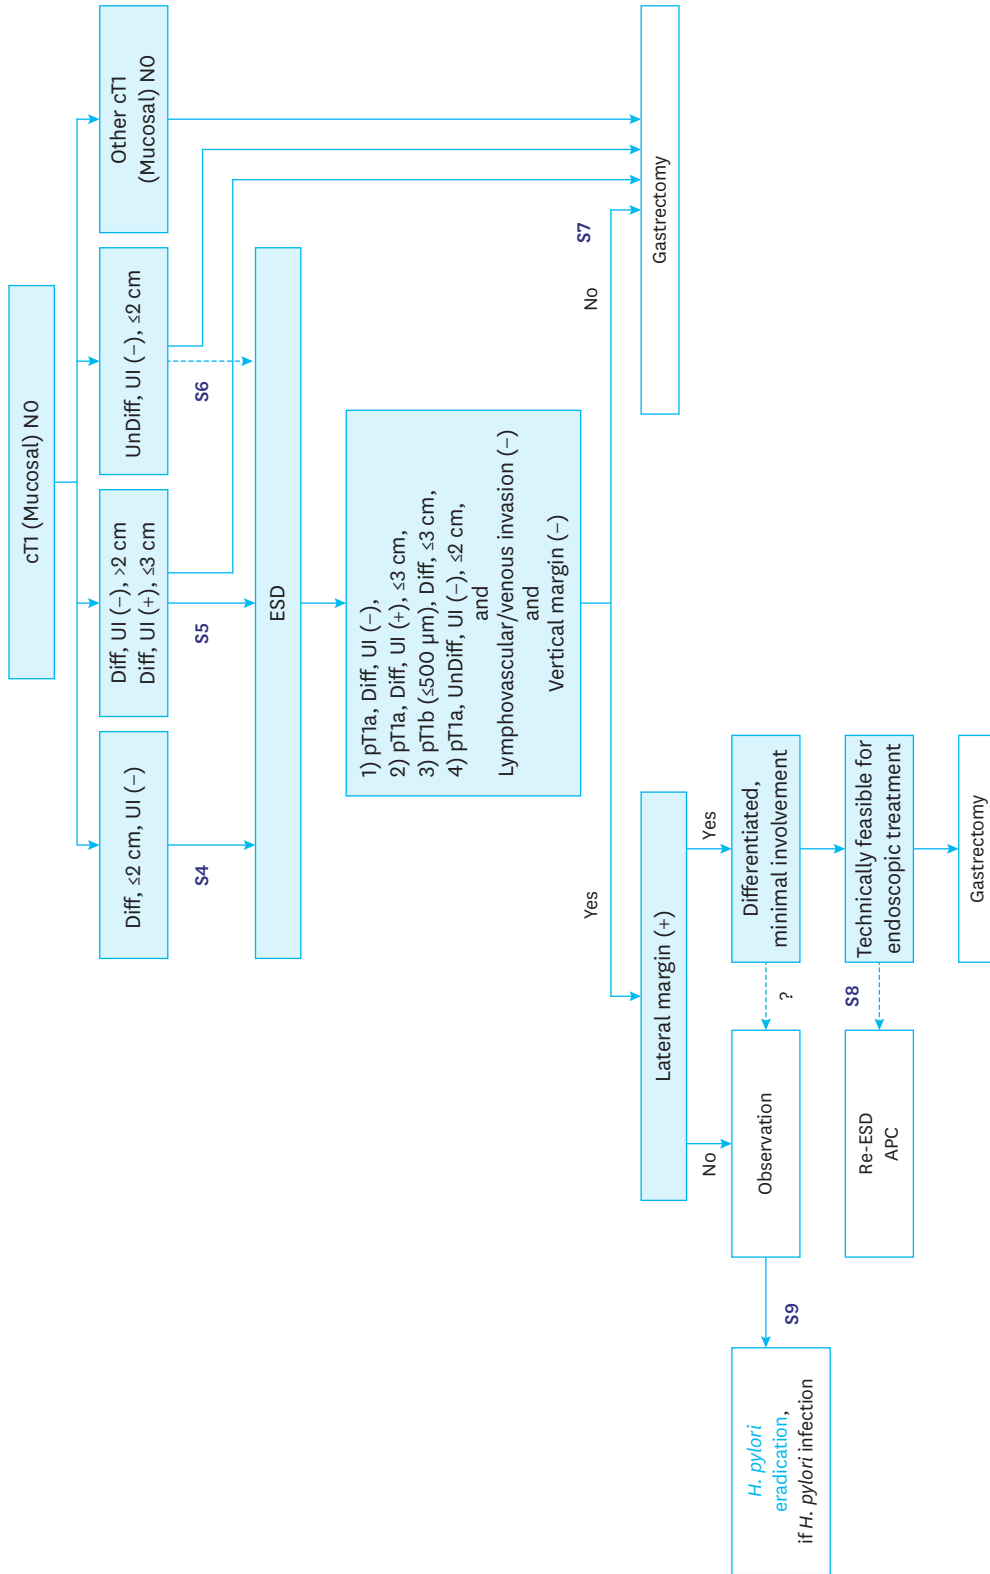 cT1 (Mucosal) N0
Diff, ≤2 cm, UI (−)
Diff, UI (−), >2 cm
Diff, UI (+), ≤3 cm
UnDiff, UI (−), ≤2 cm
Other cT1
(Mucosal) N0
S4
S5
S6
ESD
1) pT1a, Diff, UI (−),
2) pT1a, Diff, UI (+), ≤3 cm,
3) pT1b (≤500 μm), Diff, ≤3 cm,
4) pT1a, UnDiff, UI (−), ≤2 cm,
and
Lymphovascular/venous invasion (−)
and
Vertical margin (−)
Yes
No
S7
Lateral margin (+)
Gastrectomy
No
Yes
Observation
?
Differentiated,
minimal involvement
S9
H. pylori
eradication,
if H. pylori infection
Re-ESD
APC
S8
Technically feasible for
endoscopic treatment
Gastrectomy